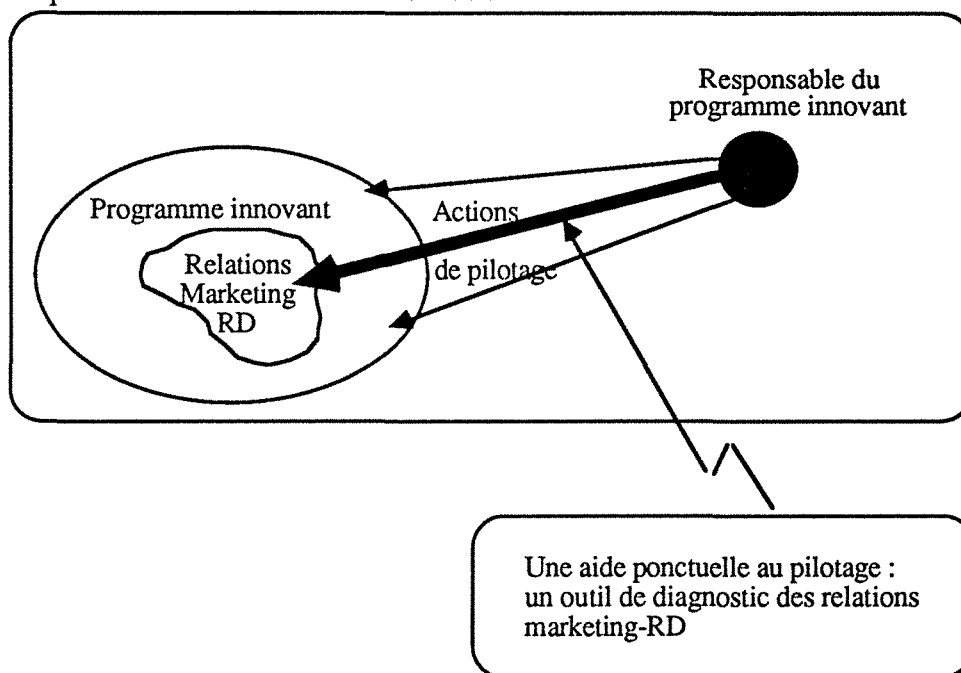 Responsable du
programme innovant
Programme innovant
Actions
de pilotage
Relations
Marketing
RD
Une aide ponctuelle au pilotage :
un outil de diagnostic des relations
marketing-RD